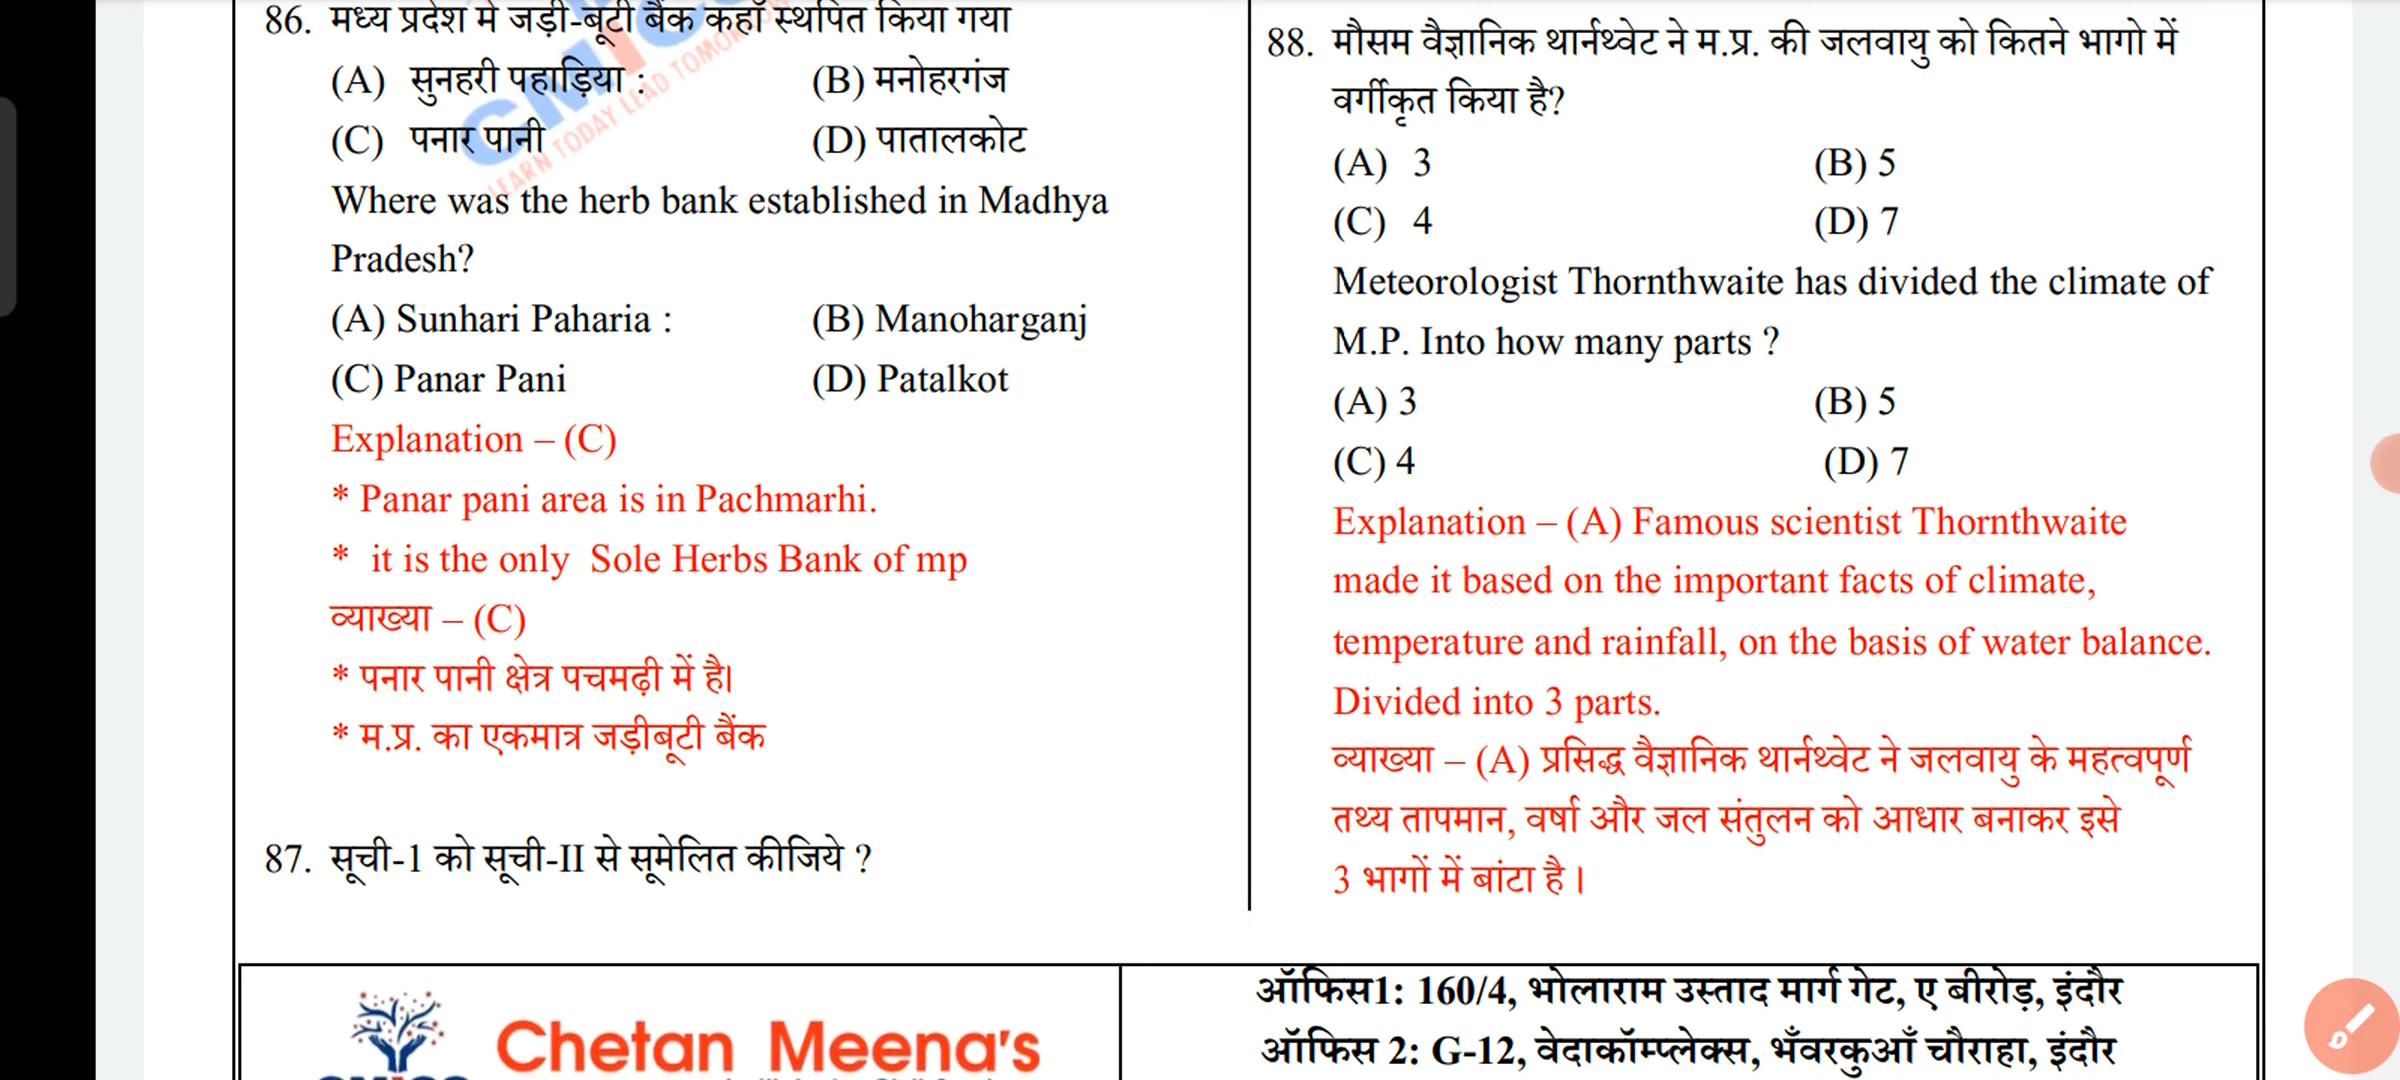 86. मध्य प्रदेश मे जड़ी-बूटी बैंक कहाँ स्थपित किया गया
(A) सुनहरी पहाड़िया : (B) मनोहरगंज
(C) पनार पानी (D) पातालकोट
Where was the herb bank established in Madhya
Pradesh?
(A) Sunhari Paharia : (B) Manoharganj
(C) Panar Pani (D) Patalkot
Explanation – (C)
* Panar pani area is in Pachmarhi.
* it is the only Sole Herbs Bank of mp
व्याख्या – (C)
* पनार पानी क्षेत्र पचमढ़ी में है।
* म.प्र. का एकमात्र जड़ीबूटी बैंक
87. सूची-1 को सूची-II से सूमेलित कीजिये ?
LEARN TODAY LEAD TOMOR
88. मौसम वैज्ञानिक थार्नथ्वेट ने म.प्र. की जलवायु को कितने भागो में
वर्गीकृत किया है?
(A) 3 (B) 5
(C) 4 (D) 7
Meteorologist Thornthwaite has divided the climate of
M.P. Into how many parts ?
(A) 3 (B) 5
(C) 4 (D) 7
Explanation – (A) Famous scientist Thornthwaite
made it based on the important facts of climate,
temperature and rainfall, on the basis of water balance.
Divided into 3 parts.
व्याख्या – (A) प्रसिद्ध वैज्ञानिक थार्नथ्वेट ने जलवायु के महत्वपूर्ण
तथ्य तापमान, वर्षा और जल संतुलन को आधार बनाकर इसे
3 भागों में बांटा है।
Chetan Meena's
ऑफिस1: 160/4, भोलाराम उस्ताद मार्ग गेट, ए बीरोड़, इंदौर
ऑफिस 2: G-12, वेदाकॉम्प्लेक्स, भँवरकुआँ चौराहा, इंदौर